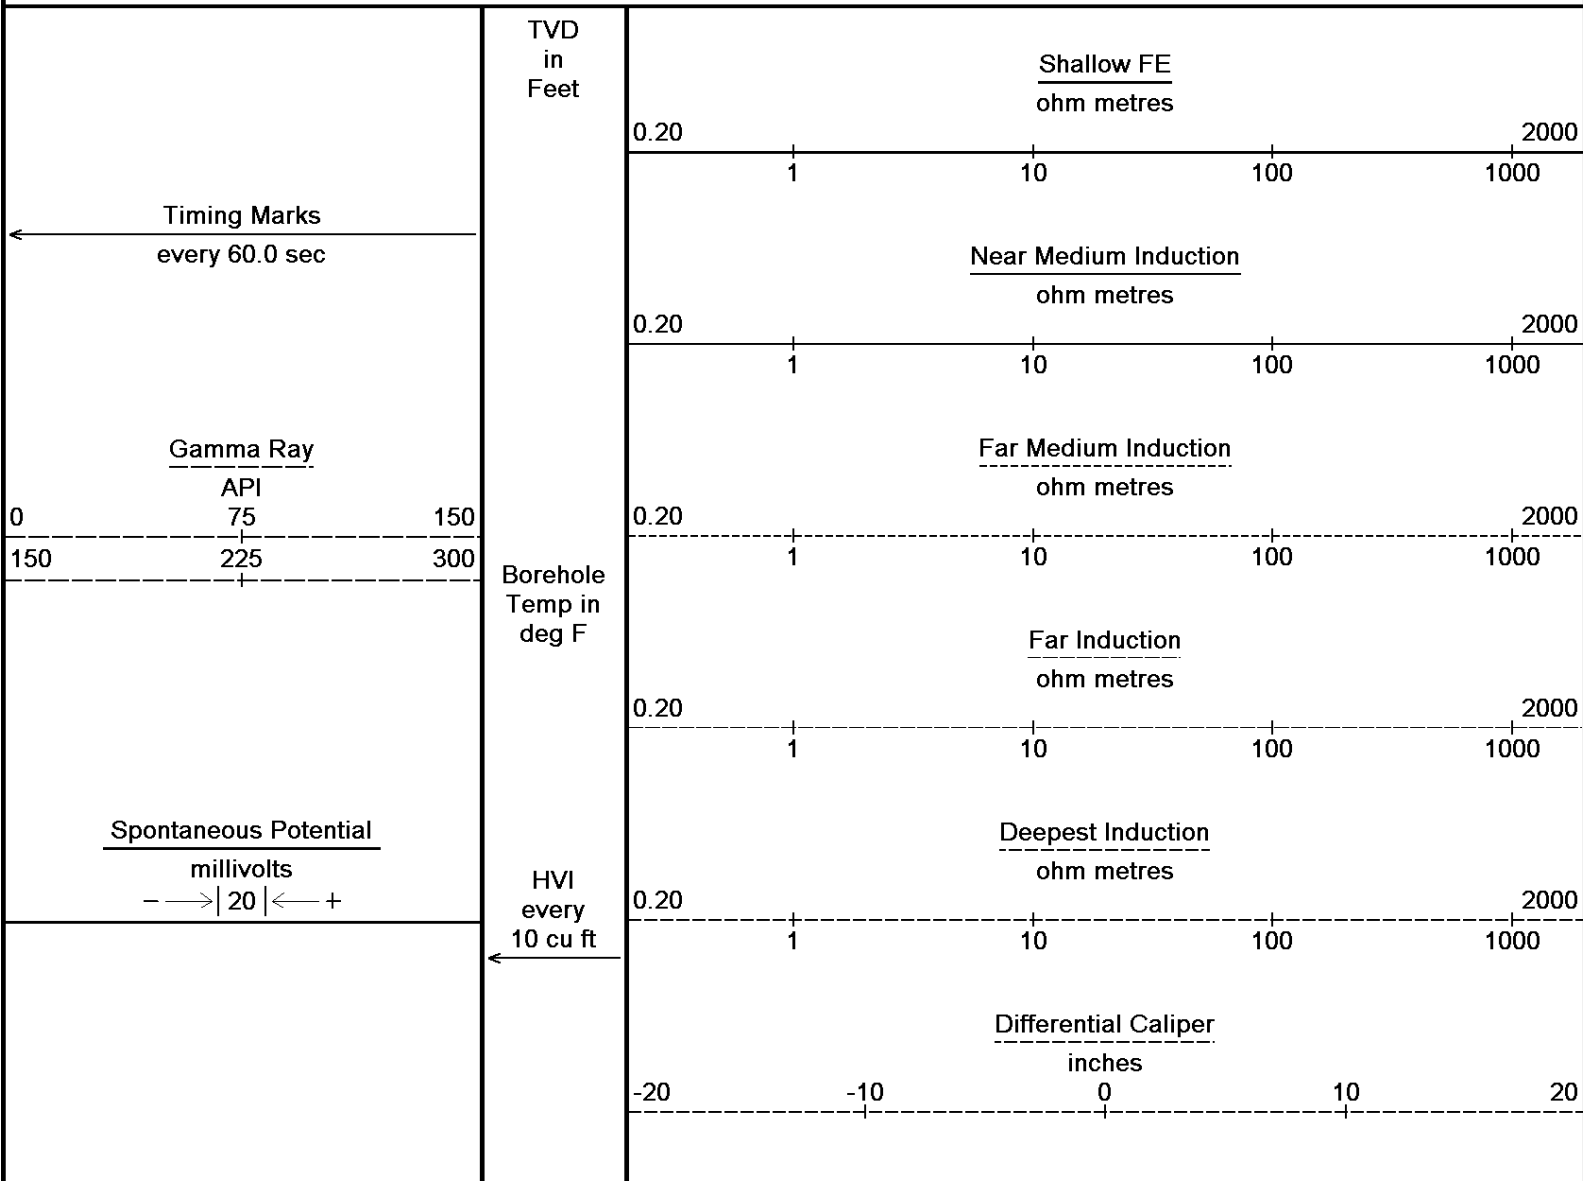 Timing Marks
every 60.0 sec
Gamma Ray
API
0 75 150
150 225 300
Spontaneous Potential
millivolts
− 20 +
TVD
in
Feet
Borehole
Temp in
deg F
HVI
every
10 cu ft
Shallow FE
ohm metres
0.20 2000
1 10 100 1000
Near Medium Induction
ohm metres
0.20 2000
1 10 100 1000
Far Medium Induction
ohm metres
0.20 2000
1 10 100 1000
Far Induction
ohm metres
0.20 2000
1 10 100 1000
Deepest Induction
ohm metres
0.20 2000
1 10 100 1000
Differential Caliper
inches
-20 -10 0 10 20